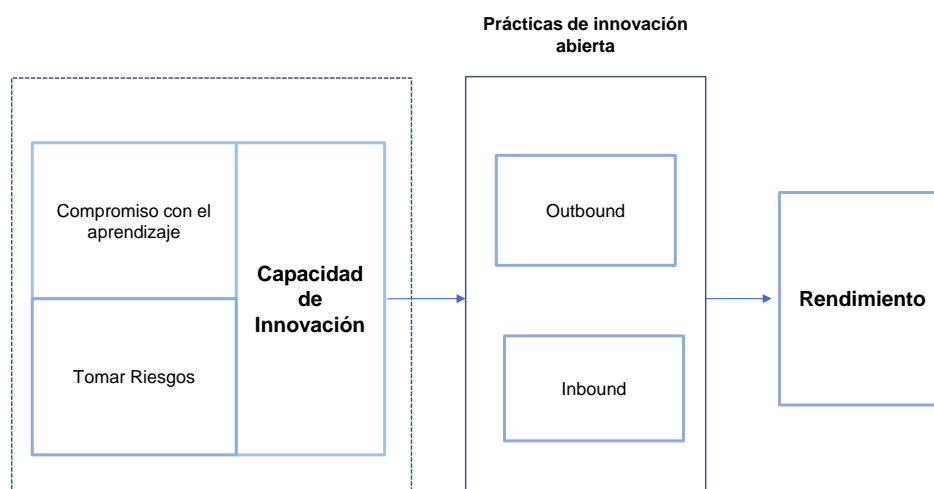 Prácticas de innovación
abierta
Compromiso con el
aprendizaje
Tomar Riesgos
Capacidad
de
Innovación
Outbound
Inbound
Rendimiento